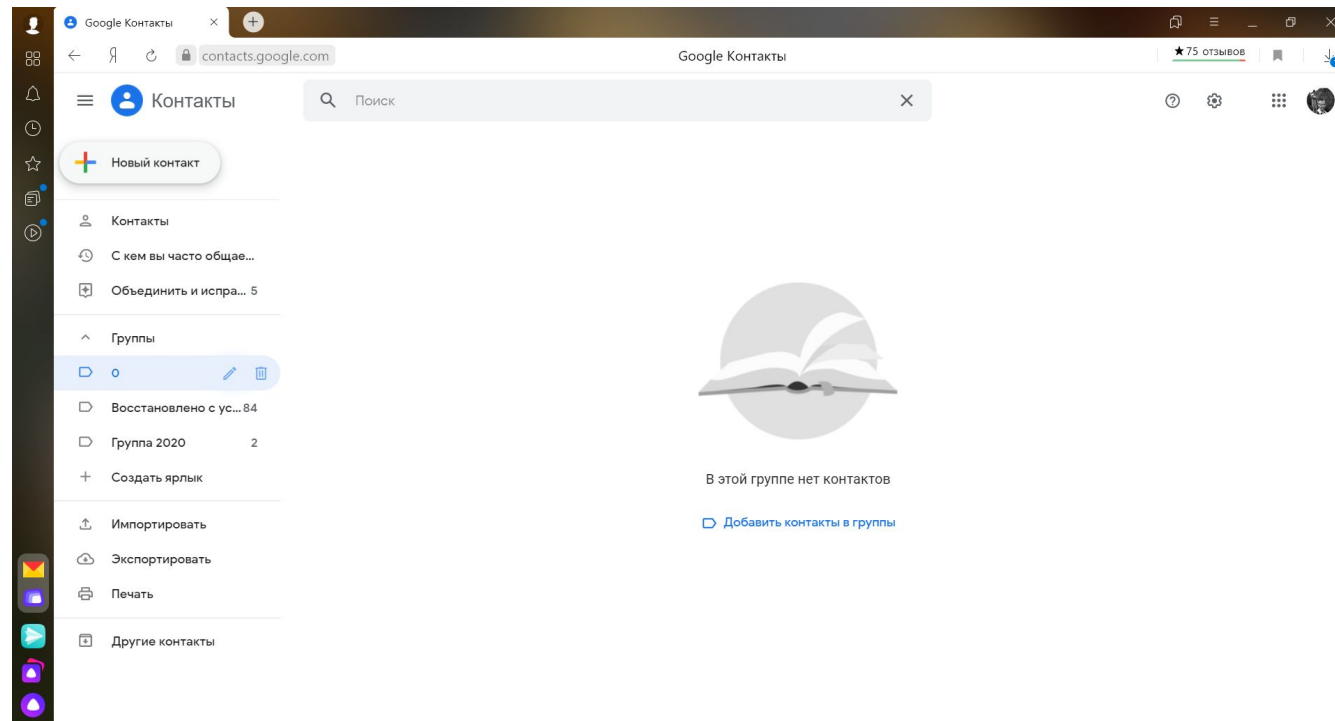 Google Контакты
Я contacts.google.com Google Контакты ★75 отзывов
Контакты Поиск
Новый контакт
Контакты
С кем вы часто общае...
Объединить и испра... 5
Группы
0
Восстановлено с ус... 84
Группа 2020 2
Создать ярлык
Импортировать
Экспортировать
Печать
Другие контакты
В этой группе нет контактов
Добавить контакты в группы